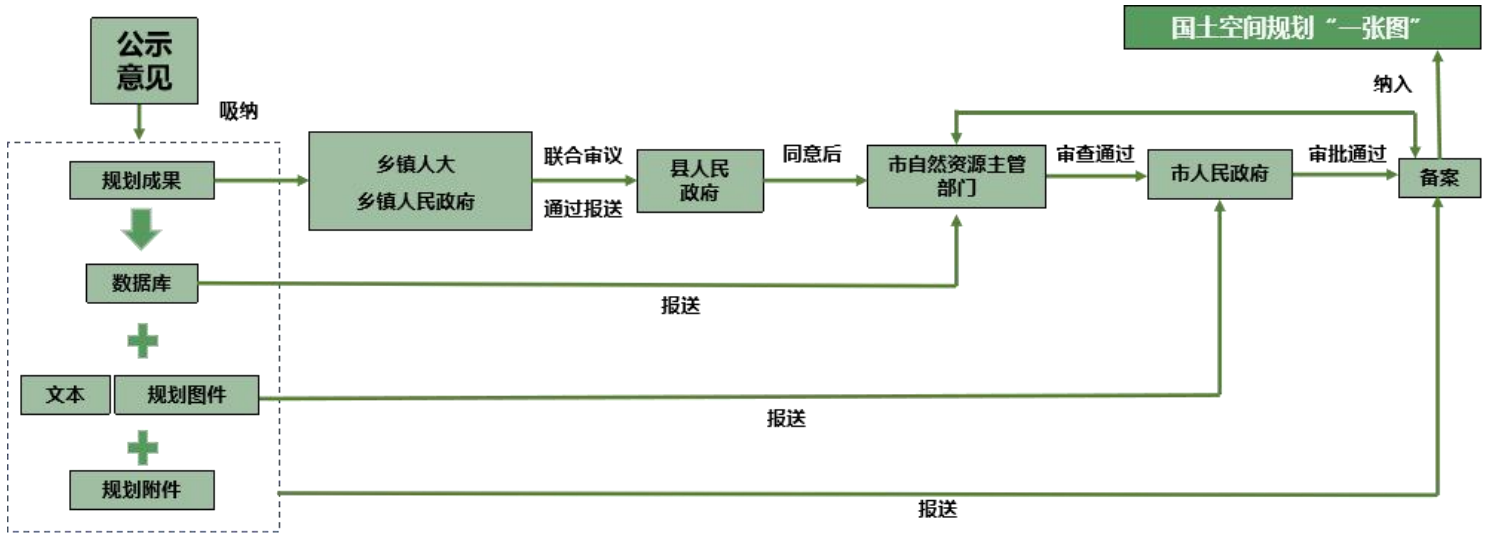 国土空间规划“一张图”
公示
意见
吸纳
纳入
规划成果
乡镇人大
乡镇人民政府
联合审议
通过报送
县人民
政府
同意后
市自然资源主管
部门
审查通过
市人民政府
审批通过
备案
数据库
报送
文本
规划图件
报送
规划附件
报送